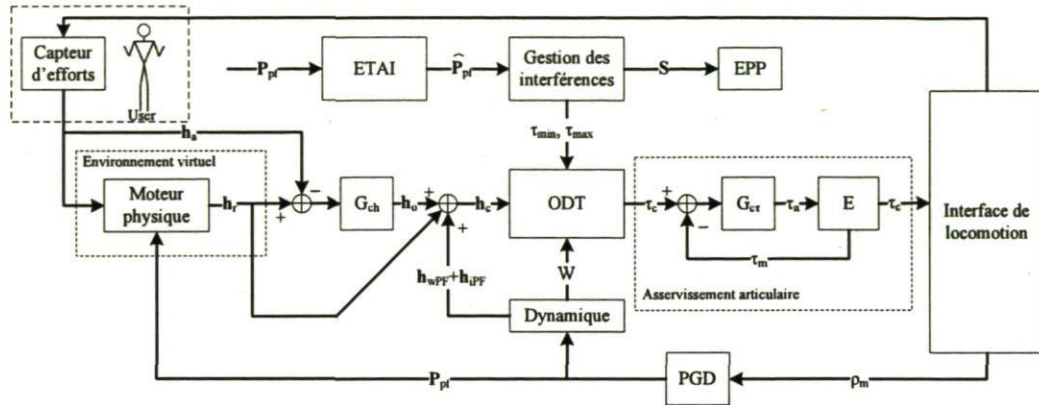 Capteur
d'efforts
User
P_pf
ETAI
P̂_pf
Gestion des
interférences
S
EPP
h_a
τ_min, τ_max
Environnement virtuel
Moteur
physique
h_r
+
−
G_ch
h_o
+
+
h_c
ODT
τ_c
+
−
G_cτ
τ_a
E
τ_c
τ_m
Asservissement articulaire
Interface de
locomotion
h_wPF+h_iPF
W
Dynamique
P_pf
PGD
ρ_m